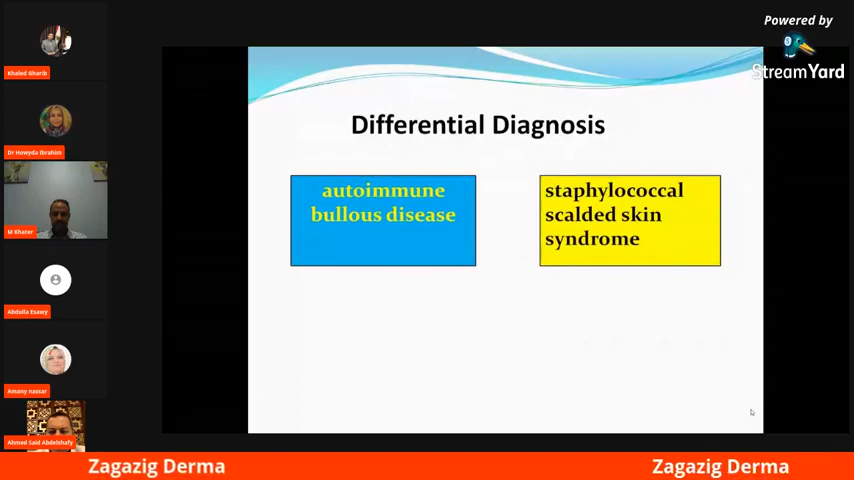 Powered by
StreamYard
Khaled Gharib
Dr Howyda Ibrahim
M Khater
Abdulla Esawy
Amany nassar
Ahmed Said Abdelshafy
Differential Diagnosis
autoimmune
bullous disease
staphylococcal
scalded skin
syndrome
Zagazig Derma
Zagazig Derma